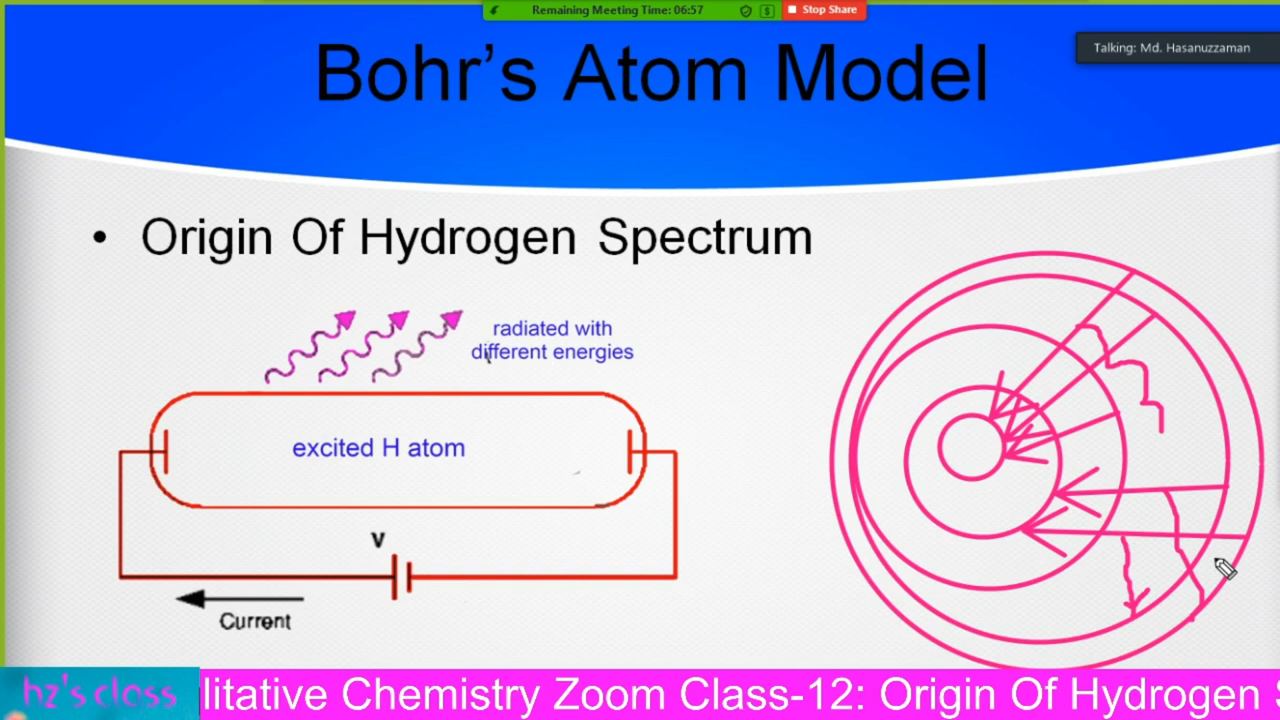 Remaining Meeting Time: 06:57
Stop Share
Talking: Md. Hasanuzzaman
Bohr's Atom Model
• Origin Of Hydrogen Spectrum
radiated with
different energies
excited H atom
V
Current
hz's class
litative Chemistry Zoom Class-12: Origin Of Hydrogen